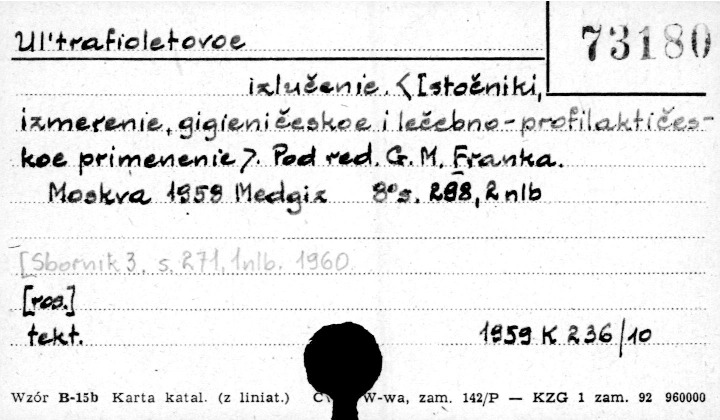 Ul'trafioletovoe
73180
izlučenie. <[Istočniki,
izmerenie, gigieničeskoe i lečebno-profilaktičes-
koe primenenie>. Pod red. G. M. Franka.
Moskva 1958 Medgiz 8° s. 298, 2 nlb
[Sbornik 3. s. 271, 1nlb. 1960.
[ros.]
tekt.
1959 K 236/10
Wzór B-15b Karta katal. (z liniat.) W-wa, zam. 142/P — KZG 1 zam. 92 960000